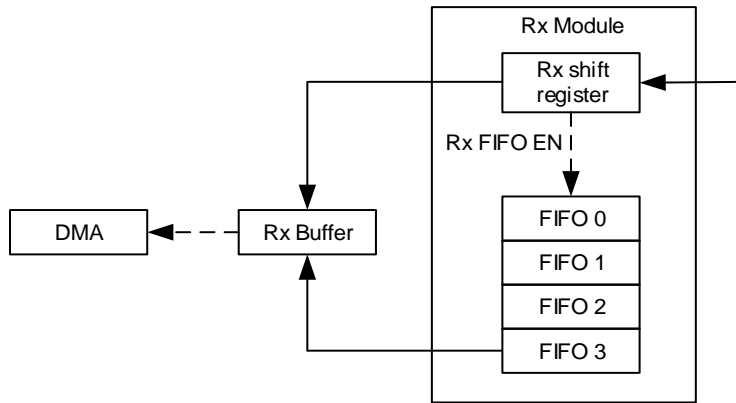 Rx Module
Rx shift
register
Rx FIFO EN
FIFO 0
DMA
Rx Buffer
FIFO 1
FIFO 2
FIFO 3